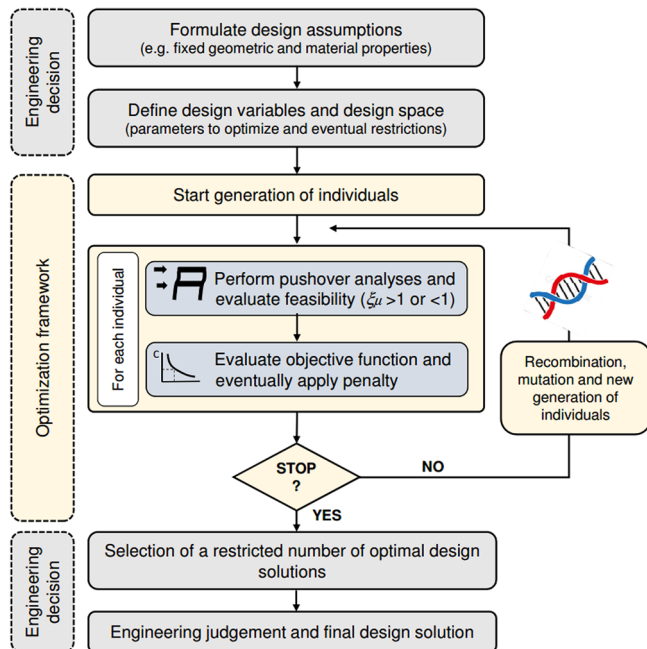 Engineering
decision
Formulate design assumptions
(e.g. fixed geometric and material properties)
Define design variables and design space
(parameters to optimize and eventual restrictions)
Optimization framework
Start generation of individuals
For each individual
Perform pushover analyses and
evaluate feasibility (ξμ >1 or <1)
C
Evaluate objective function and
eventually apply penalty
Recombination,
mutation and new
generation of
individuals
STOP
?
NO
YES
Engineering
decision
Selection of a restricted number of optimal design
solutions
Engineering judgement and final design solution